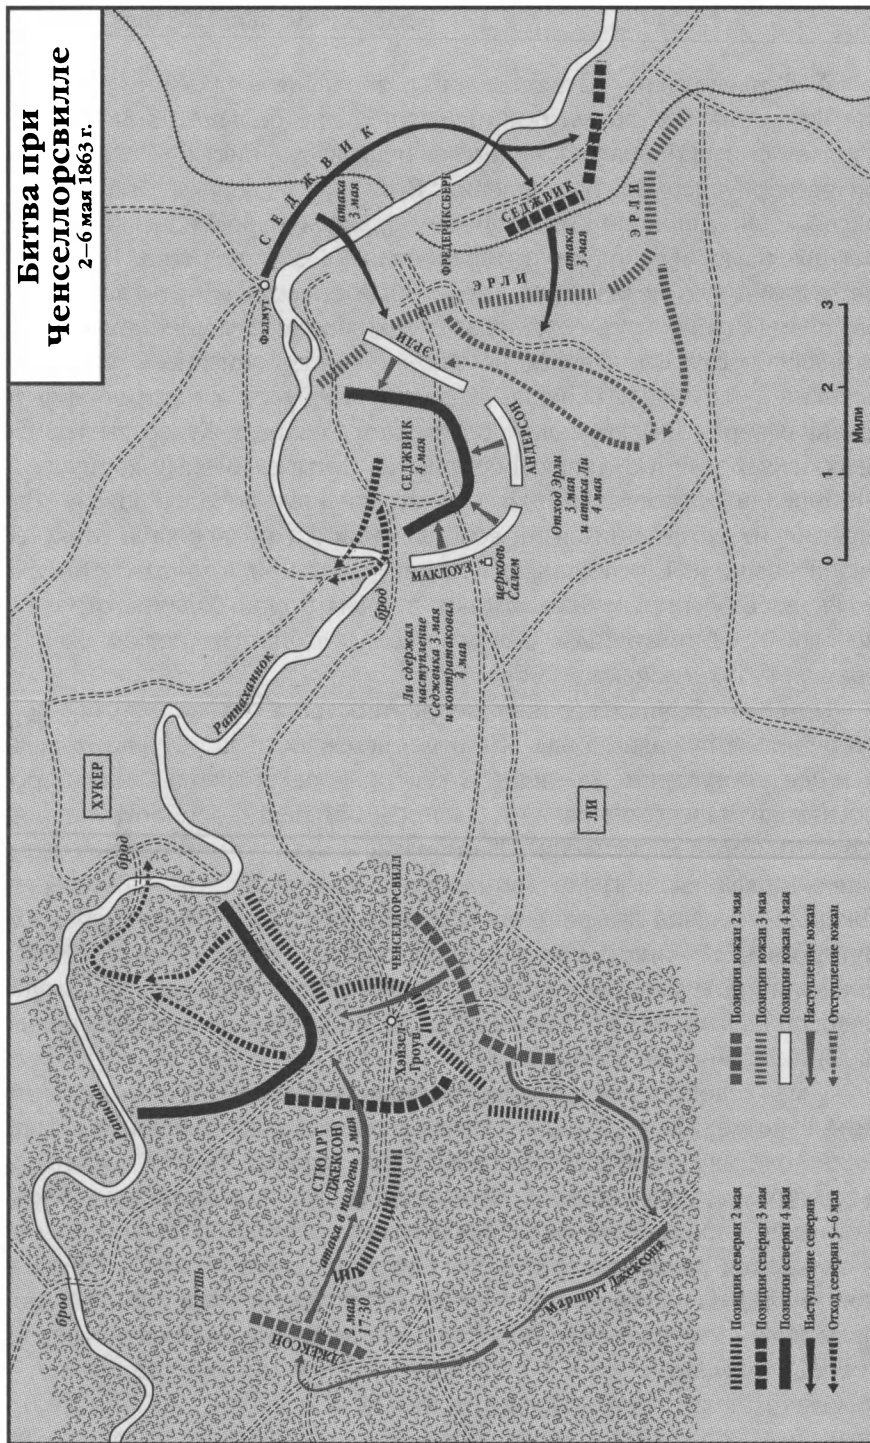 Битва при
Ченселлорсвилле
2–6 мая 1863 г.
СЕДЖВИК
Фалмут
атака
3 мая
ФРЕДЕРИКСБЕРГ
СЕДЖВИК
атака
3 мая
ЭРЛИ
ЭРЛИ
ЭРЛИ
СЕДЖВИК
4 мая
АНДЕРСОН
Отход Эрли
3 мая
и атака Ли
4 мая
МАКЛОУЗ
церковь
Салем
брод
Ли сдержал
наступление
Седжвика 3 мая
и контратаковал
4 мая
Раппаханнок
ХУКЕР
ЛИ
брод
ЧЕНСЕЛЛОРСВИЛЛ
Хэйзел
Гроув
Рапидан
СТЮАРТ
(ДЖЕКСОН)
атака в полдень 3 мая
брод
ГЛУШЬ
2 мая
17:30
ДЖЕКСОН
Маршрут Джексона
0 1 2 3
Мили
Позиции северян 2 мая
Позиции северян 3 мая
Позиции северян 4 мая
Наступление северян
Отход северян 5–6 мая
Позиции южан 2 мая
Позиции южан 3 мая
Позиции южан 4 мая
Наступление южан
Отступление южан